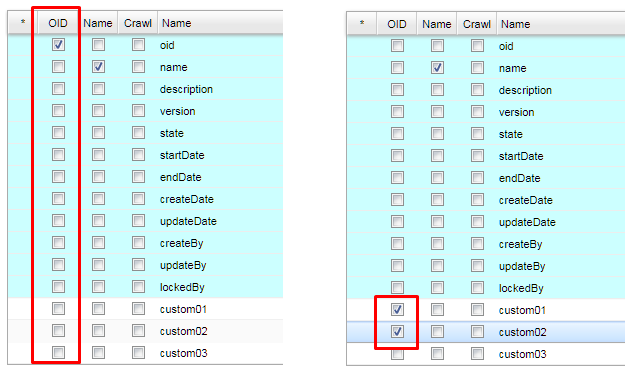 * OID Name Crawl Name
oid
name
description
version
state
startDate
endDate
createDate
updateDate
createBy
updateBy
lockedBy
custom01
custom02
custom03
* OID Name Crawl Name
oid
name
description
version
state
startDate
endDate
createDate
updateDate
createBy
updateBy
lockedBy
custom01
custom02
custom03